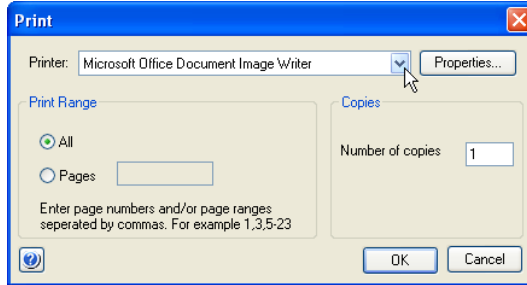 Print
Printer: Microsoft Office Document Image Writer Properties...
Print Range
Copies
All
Number of copies 1
Pages
Enter page numbers and/or page ranges
seperated by commas. For example 1,3,5-23
? OK Cancel